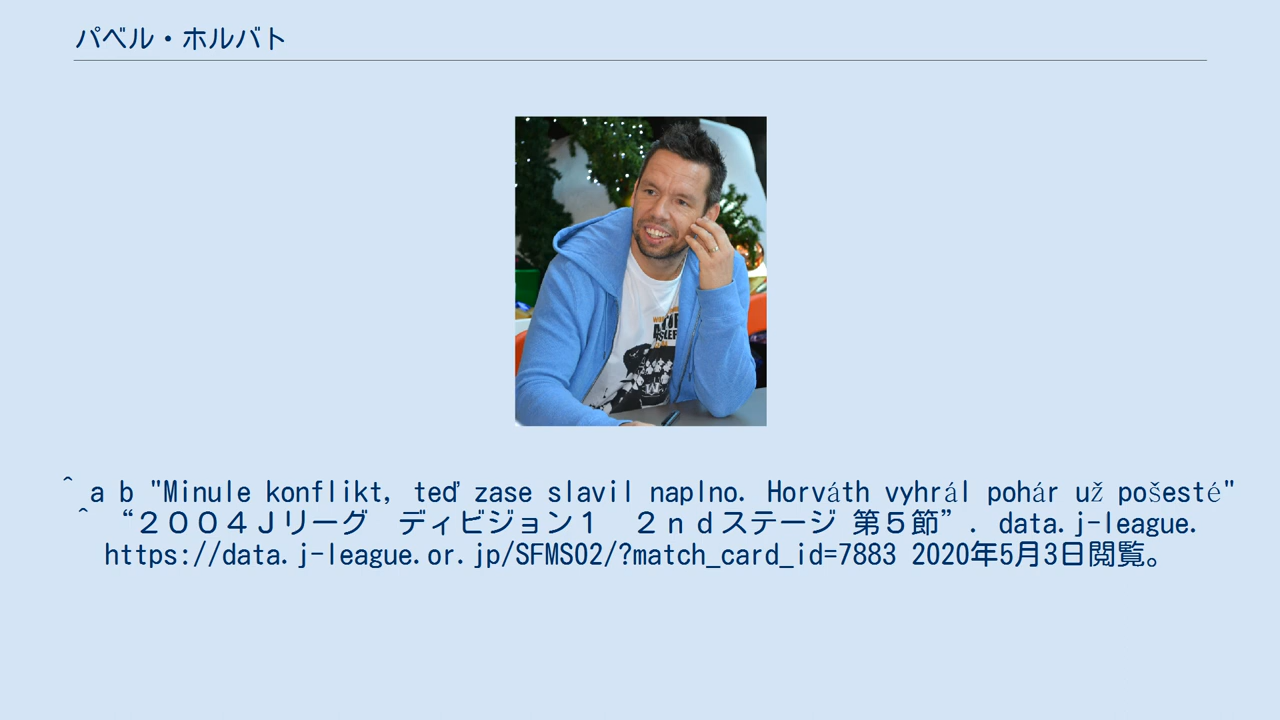 パベル・ホルバト
^ a b "Minule konflikt, teď zase slavil naplno. Horváth vyhrál pohár už pošesté"
^ “２００４Ｊリーグ　ディビジョン１　２ｎｄステージ 第５節”. data.j-league.
https://data.j-league.or.jp/SFMS02/?match_card_id=7883 2020年5月3日閲覧。